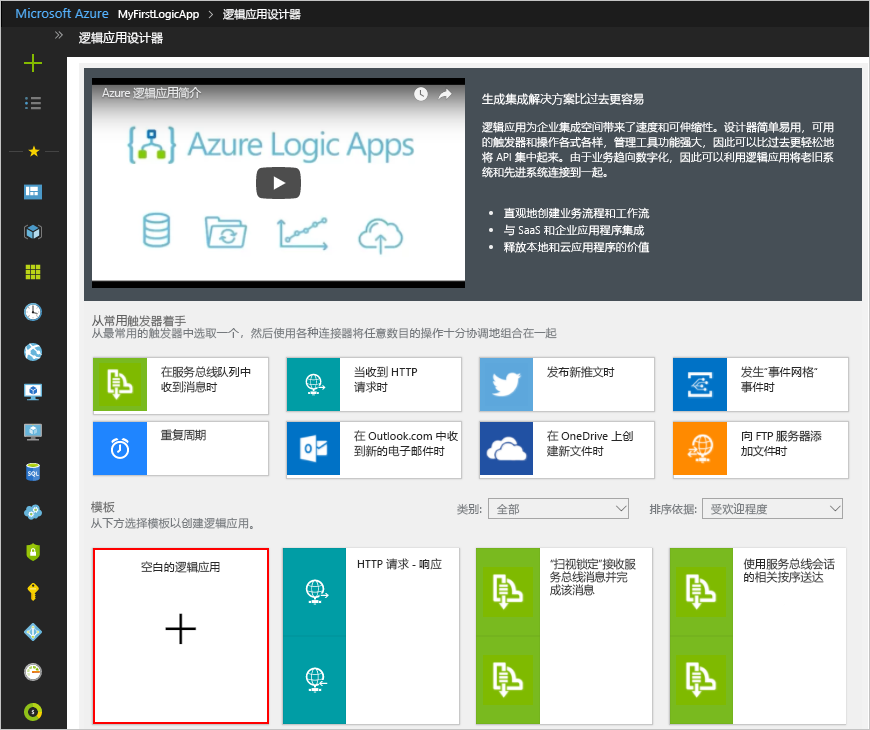 Microsoft Azure MyFirstLogicApp > 逻辑应用设计器
逻辑应用设计器
Azure 逻辑应用简介
Azure Logic Apps
生成集成解决方案比过去更容易
逻辑应用为企业集成空间带来了速度和可伸缩性。设计器简单易用，可用
的触发器和操作各式各样，管理工具功能强大，因此可以比过去更轻松地
将 API 集中起来。由于业务趋向数字化，因此可以利用逻辑应用将老旧系
统和先进系统连接到一起。
• 直观地创建业务流程和工作流
• 与 SaaS 和企业应用程序集成
• 释放本地和云应用程序的价值
从常用触发器着手
从最常用的触发器中选取一个，然后使用各种连接器将任意数目的操作十分协调地组合在一起
在服务总线队列中
收到消息时
当收到 HTTP
请求时
发布新推文时
发生“事件网格”
事件时
重复周期
在 Outlook.com 中收
到新的电子邮件时
在 OneDrive 上创
建新文件时
向 FTP 服务器添
加文件时
模板
从下方选择模板以创建逻辑应用。
类别: 全部
排序依据: 受欢迎程度
空白的逻辑应用
HTTP 请求 - 响应
“扫视锁定”接收服
务总线消息并完
成该消息
使用服务总线会话
的相关按序送达
SQL